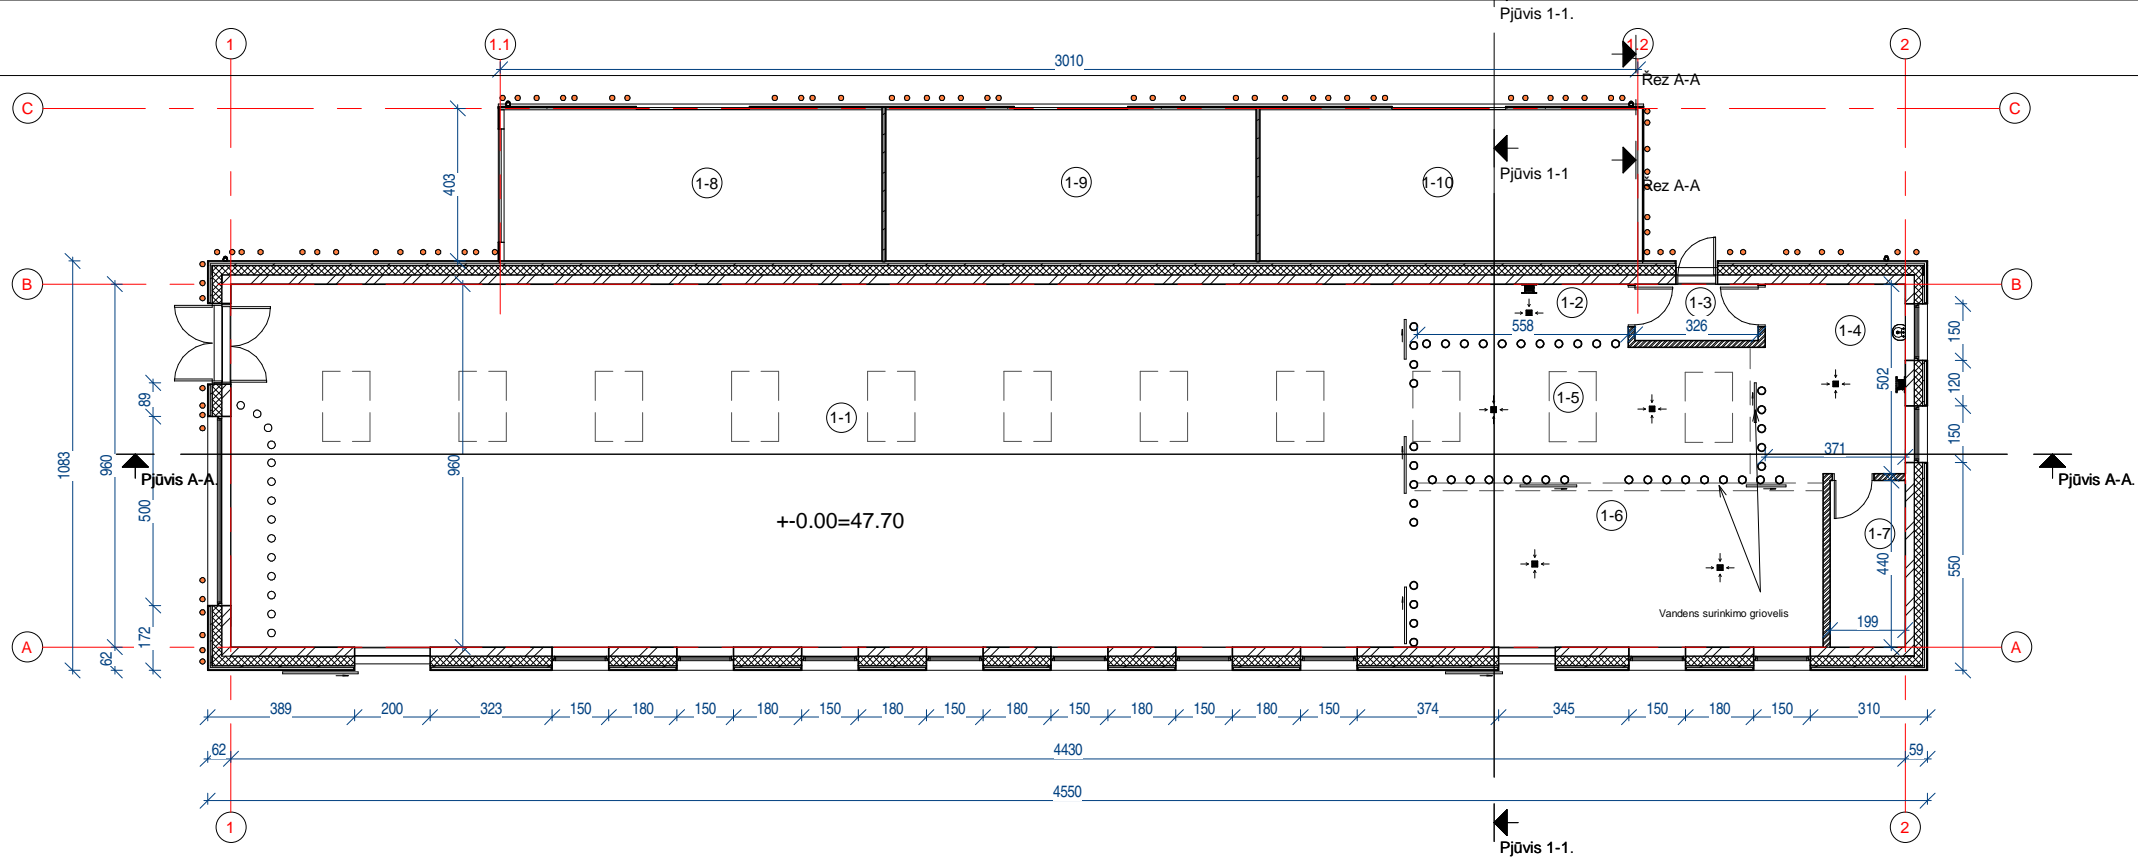 Pjūvis 1-1.
1
1.1
1.2
2
3010
Řez A-A
C
C
403
1-8
1-9
1-10
Pjūvis 1-1
Řez A-A
B
B
1-2
1-3
1-4
558
326
150
89
502
120
1-1
1-5
1083
960
960
371
150
Pjūvis A-A.
Pjūvis A-A.
500
+-0.00=47.70
1-6
1-7
440
550
Vandens surinkimo griovelis
199
172
62
A
A
389 200 323 150 180 150 180 150 180 150 180 150 180 150 180 150 374 345 150 180 150 310
62 4430 59
4550
1
2
Pjūvis 1-1.